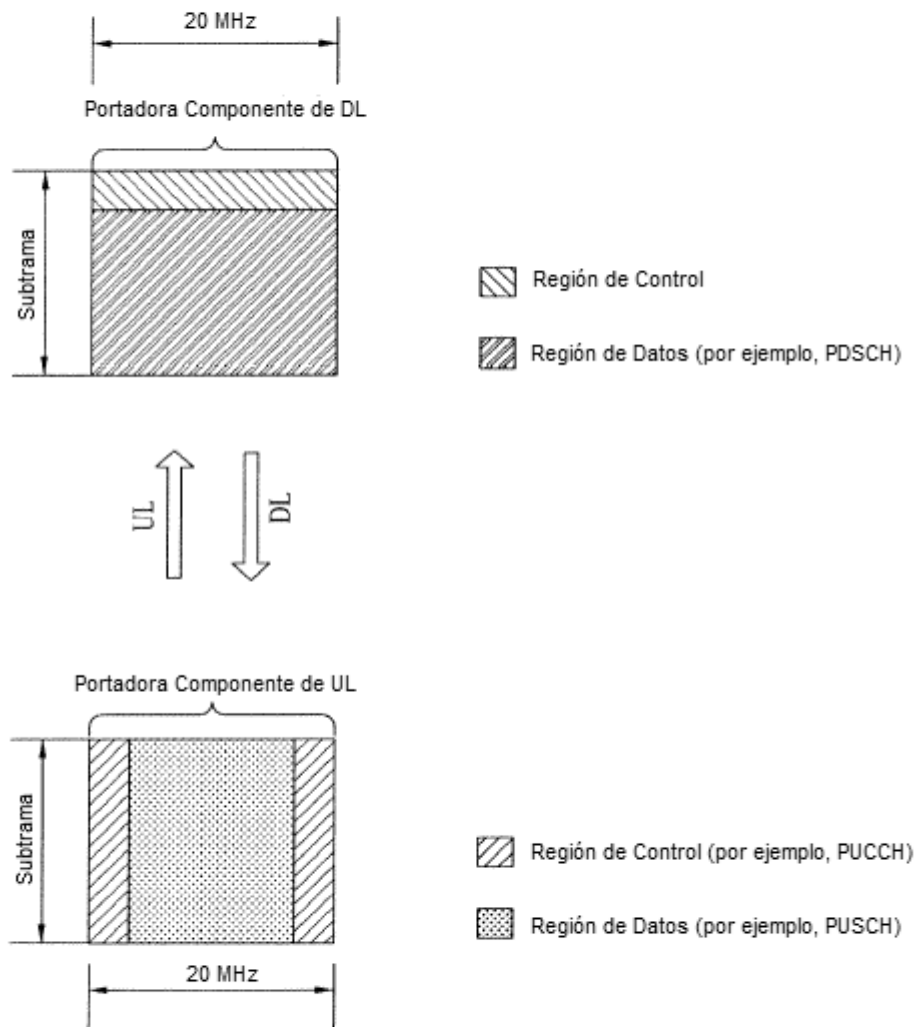 20 MHz
Portadora Componente de DL
Subtrama
Región de Control
Región de Datos (por ejemplo, PDSCH)
UL
DL
Portadora Componente de UL
Subtrama
Región de Control (por ejemplo, PUCCH)
Región de Datos (por ejemplo, PUSCH)
20 MHz